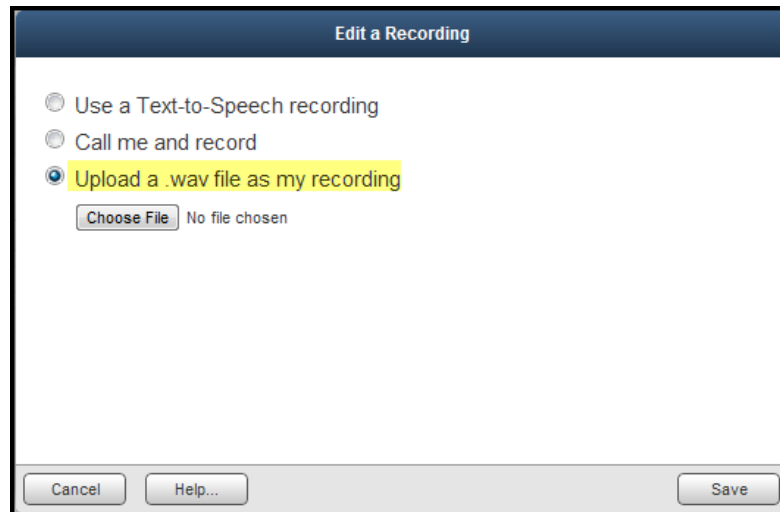 Edit a Recording
Use a Text-to-Speech recording
Call me and record
Upload a .wav file as my recording
Choose File No file chosen
Cancel Help... Save